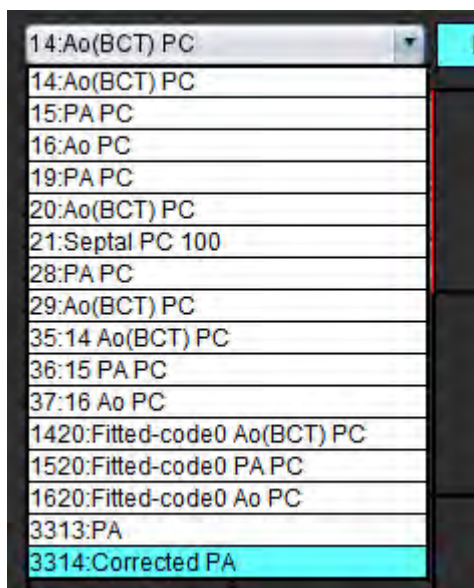 14:Ao(BCT) PC
14:Ao(BCT) PC
15:PA PC
16:Ao PC
19:PA PC
20:Ao(BCT) PC
21:Septal PC 100
28:PA PC
29:Ao(BCT) PC
35:14 Ao(BCT) PC
36:15 PA PC
37:16 Ao PC
1420:Fitted-code0 Ao(BCT) PC
1520:Fitted-code0 PA PC
1620:Fitted-code0 Ao PC
3313:PA
3314:Corrected PA